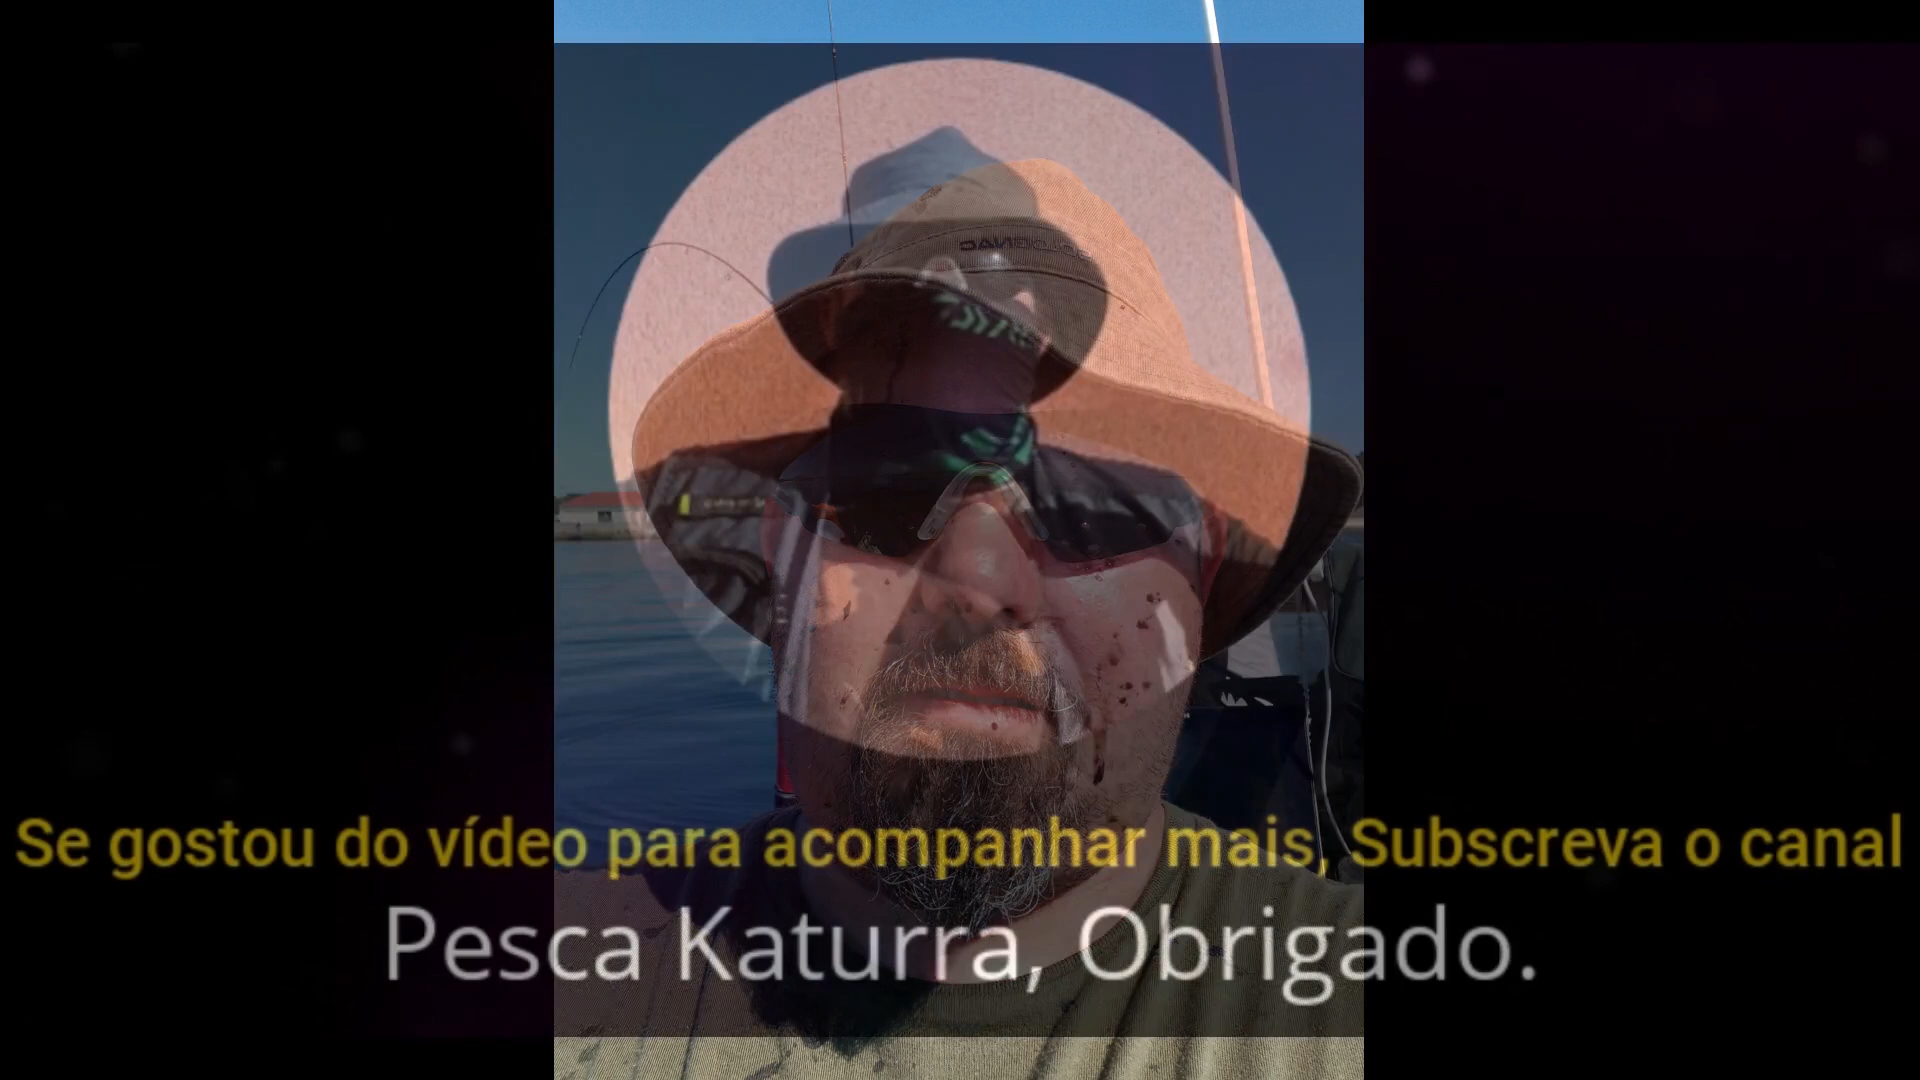 Se gostou do vídeo para acompanhar mais, Subscreva o canal
Pesca Katurra, Obrigado.